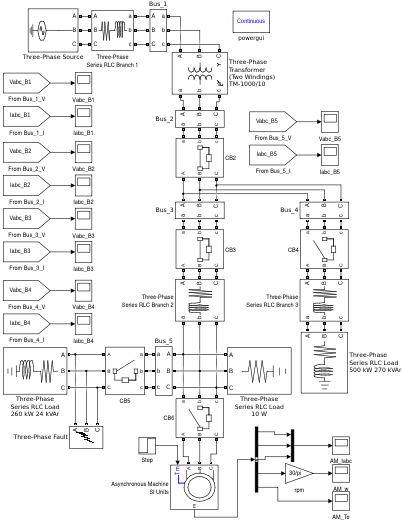 Bus_1
Continuous
powergui
Three-Phase Source
Three-Phase
Series RLC Branch 1
Three-Phase
Transformer
(Two Windings)
TM-1000/10
Vabc_B1
From Bus_1_V
Vabc_B1
Iabc_B1
From Bus_1_I
Iabc_B1
Vabc_B2
From Bus_2_V
Vabc_B2
Iabc_B2
From Bus_2_I
Iabc_B2
Vabc_B3
From Bus_3_V
Vabc_B3
Iabc_B3
From Bus_3_I
Iabc_B3
Vabc_B4
From Bus_4_V
Vabc_B4
Iabc_B4
From Bus_4_I
Iabc_B4
Bus_2
CB2
Vabc_B5
From Bus_5_V
Vabc_B5
Iabc_B5
From Bus_5_I
Iabc_B5
Bus_3
Bus_4
CB3
CB4
Three-Phase
Series RLC Branch 2
Three-Phase
Series RLC Branch 3
Three-Phase
Series RLC Load
500 kW 270 kVAr
Bus_5
CB5
Three-Phase
Series RLC Load
260 kW 24 kVAr
Three-Phase
Series RLC Load
10 W
Three-Phase Fault
CB6
Step
Asynchronous Machine
SI Units
30/pi
rpm
AM_Iabc
AM_w
AM_Te